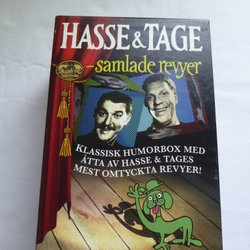 HASSE & TAGE
– samlade revyer
KLASSISK HUMORBOX MED
ÅTTA AV HASSE & TAGES
MEST OMTYCKTA REVYER!